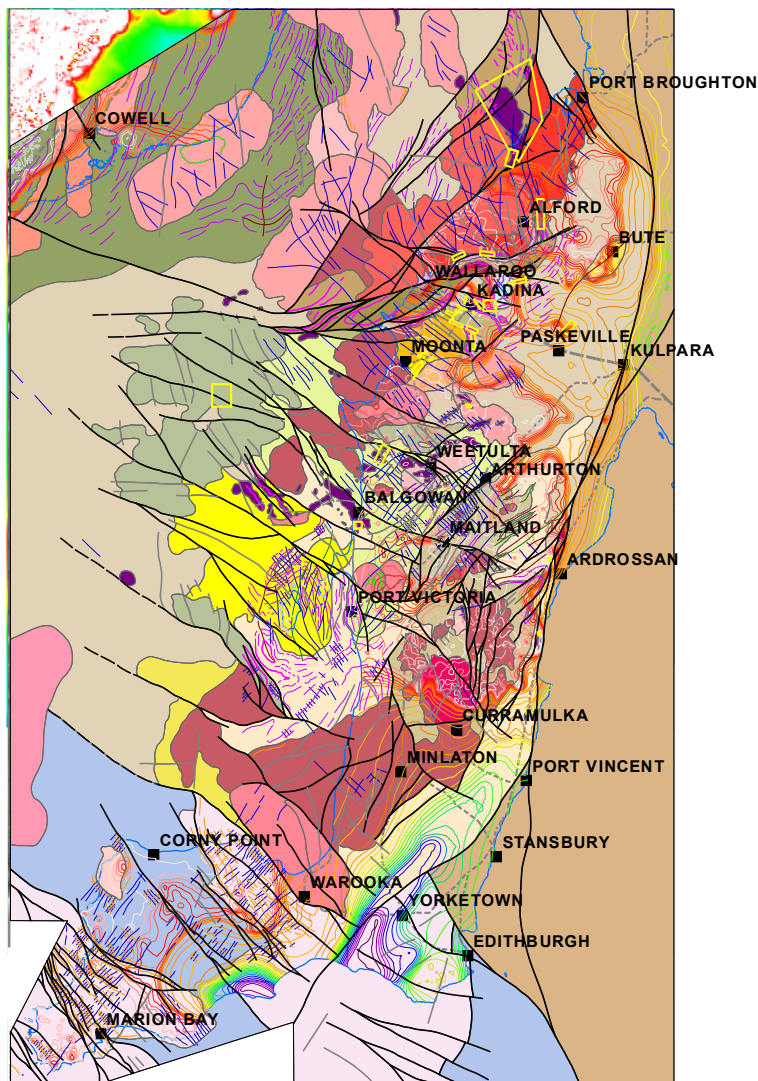 PORT BROUGHTON
COWELL
ALFORD
BUTE
WALLAROO
KADINA
PASKEVILLE
MOONTA
KULPARA
WEETULTA
ARTHURTON
BALGOWAN
MAITLAND
ARDROSSAN
PORT VICTORIA
CURRAMULKA
MINLATON
PORT VINCENT
CORNY POINT
STANSBURY
WAROOKA
YORKETOWN
EDITHBURGH
MARION BAY